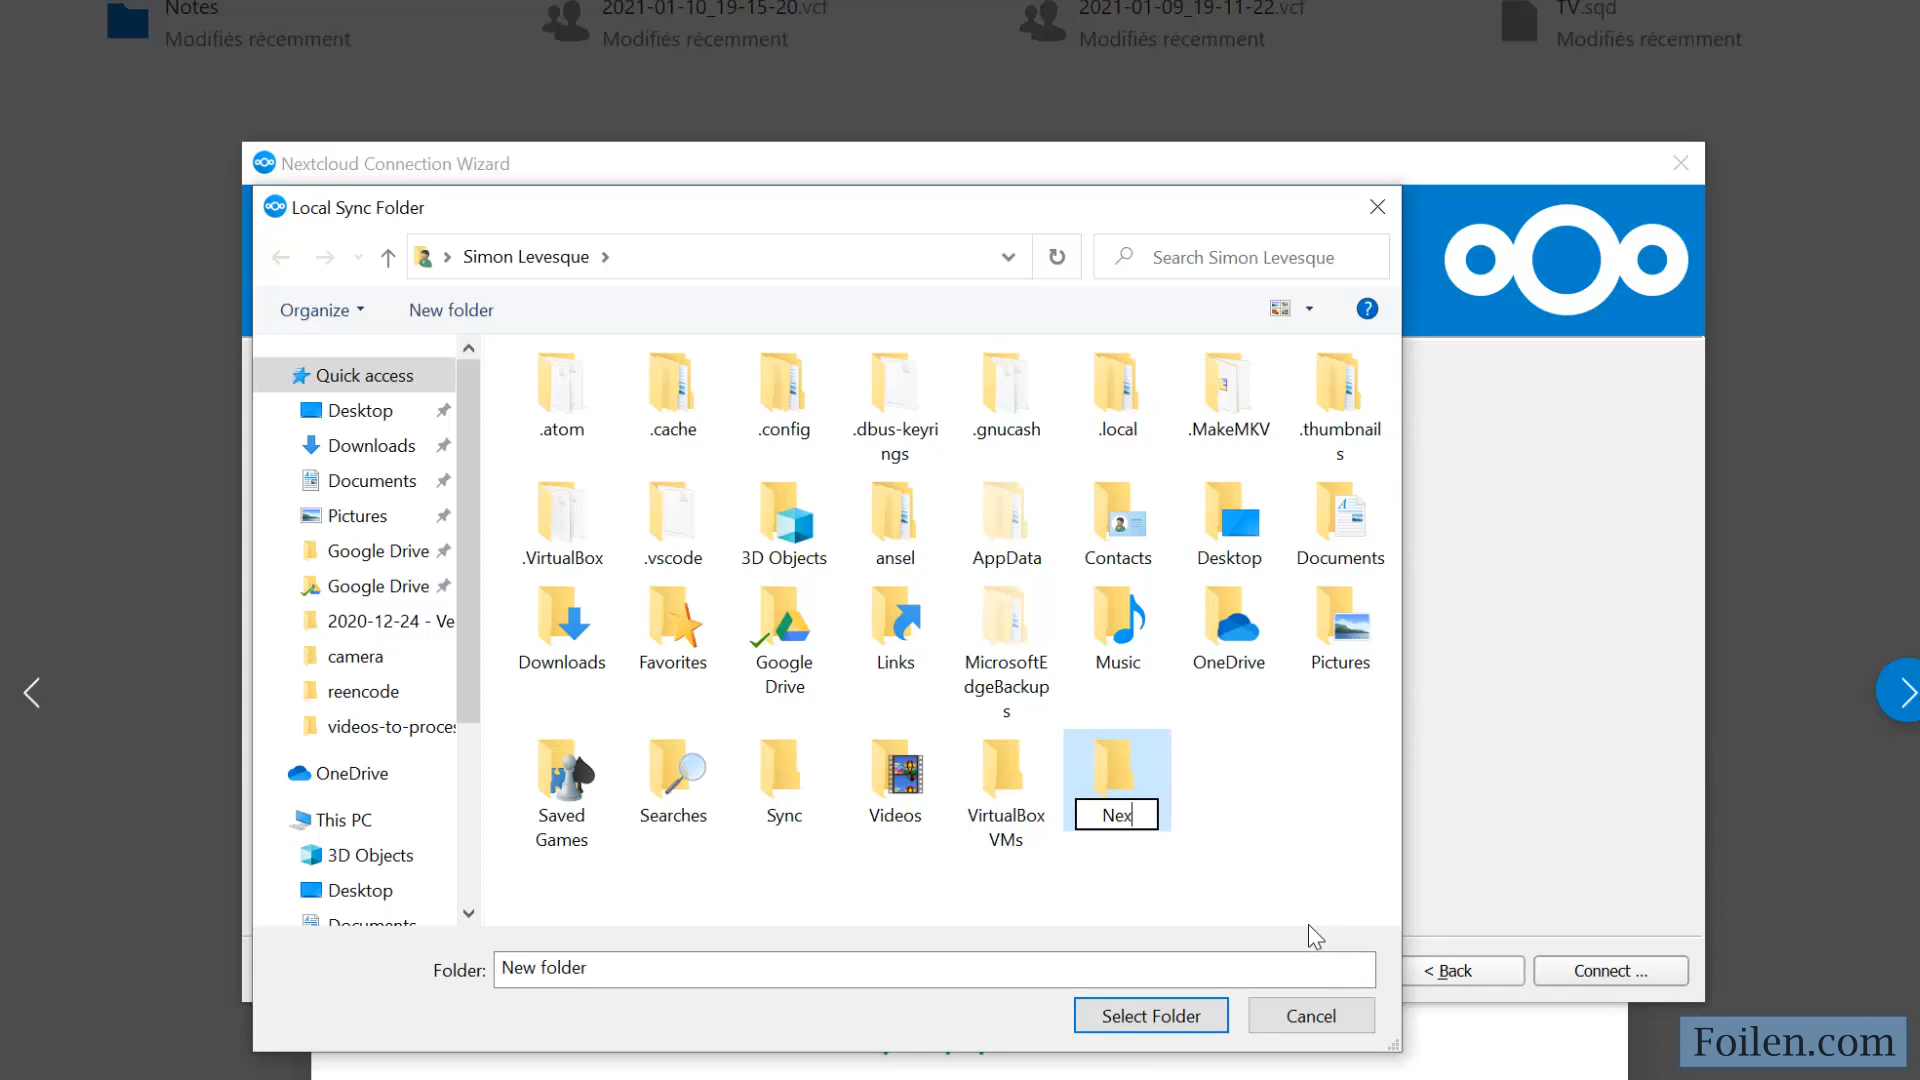 Notes
Modifiés récemment
2021-01-10_19-15-20.vcf
Modifiés récemment
2021-01-09_19-11-22.vcf
Modifiés récemment
TV.sqd
Modifiés récemment
Nextcloud Connection Wizard
Local Sync Folder
Simon Levesque
Search Simon Levesque
Organize
New folder
?
Quick access
Desktop
Downloads
Documents
Pictures
Google Drive
Google Drive
2020-12-24 - Ve
camera
reencode
videos-to-proces
OneDrive
This PC
3D Objects
Desktop
Documents
.atom
.cache
.config
.dbus-keyri
ngs
.gnucash
.local
.MakeMKV
.thumbnail
s
.VirtualBox
.vscode
3D Objects
ansel
AppData
Contacts
Desktop
Documents
Downloads
Favorites
Google
Drive
Links
MicrosoftE
dgeBackup
s
Music
OneDrive
Pictures
Saved
Games
Searches
Sync
Videos
VirtualBox
VMs
Nex
Folder:
New folder
Select Folder
Cancel
< Back
Connect ...
Foilen.com